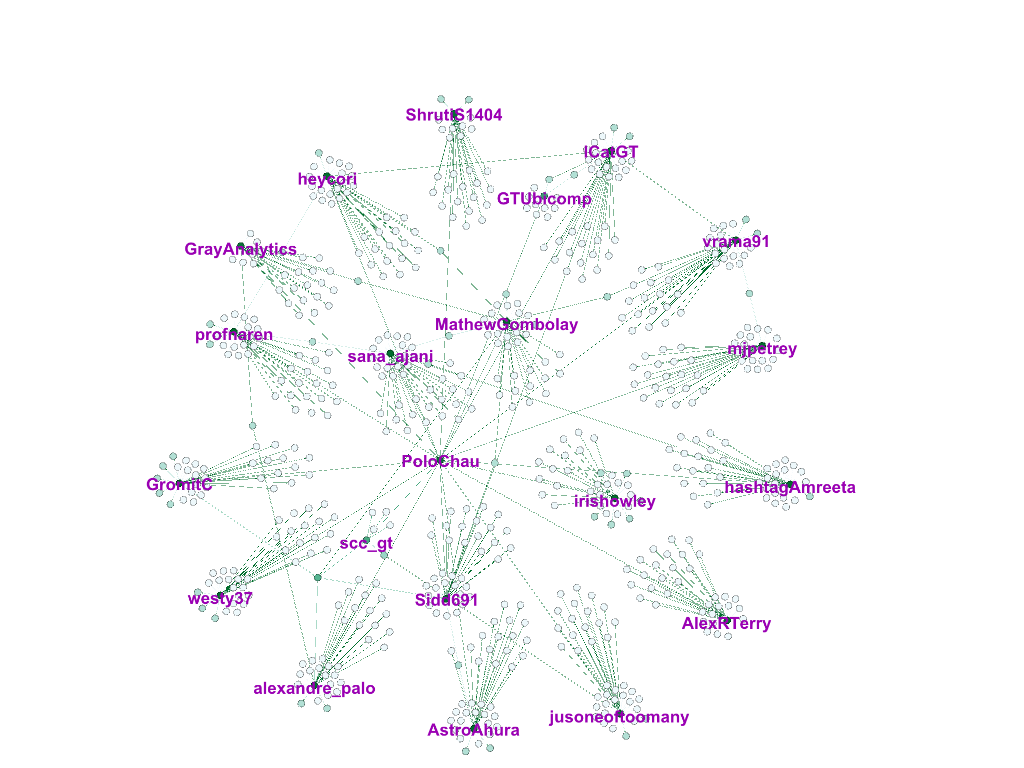 ShrutiS1404
ICatGT
heycori
GTUbicomp
vrama91
GrayAnalytics
MathewGombolay
profnaren
mjpetrey
sana_ajani
PoloChau
GromitC
hashtagAmreeta
irishowley
scc_gt
westy37
Sidd691
AlexRTerry
alexandre_palo
jusoneoftoomany
AstroAhura